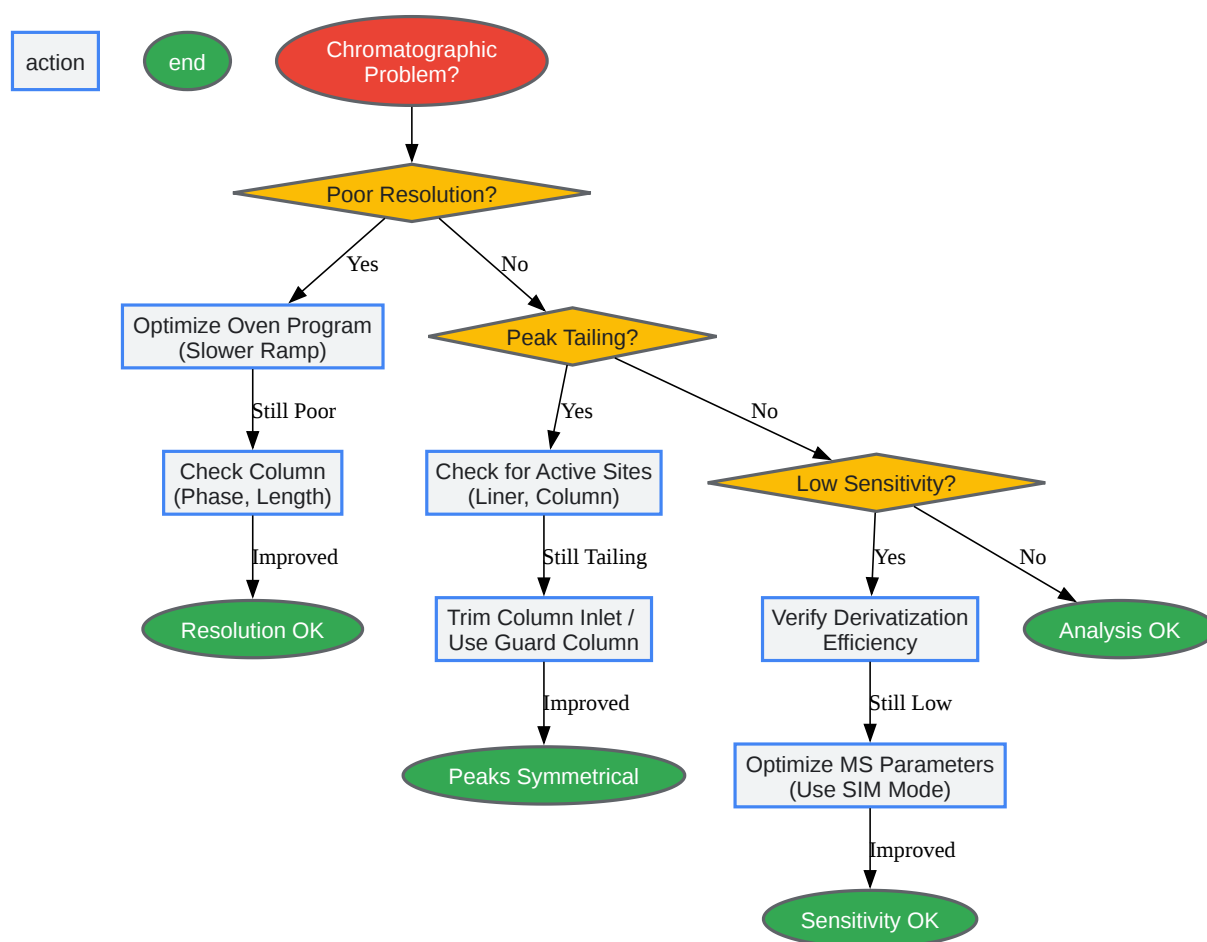 action
end
Chromatographic
Problem?
Poor Resolution?
Yes
No
Optimize Oven Program
(Slower Ramp)
Peak Tailing?
Still Poor
Yes
No
Check Column
(Phase, Length)
Check for Active Sites
(Liner, Column)
Low Sensitivity?
Improved
Still Tailing
Yes
No
Resolution OK
Trim Column Inlet /
Use Guard Column
Verify Derivatization
Efficiency
Analysis OK
Improved
Still Low
Peaks Symmetrical
Optimize MS Parameters
(Use SIM Mode)
Improved
Sensitivity OK